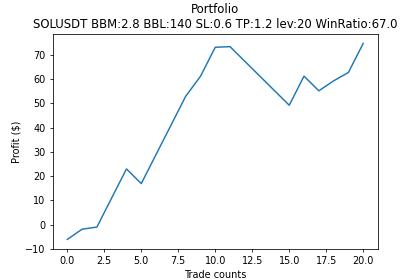 Portfolio
SOLUSDT BBM:2.8 BBL:140 SL:0.6 TP:1.2 lev:20 WinRatio:67.0
70
60
50
40
30
20
10
0
−10
Profit ($)
0.0 2.5 5.0 7.5 10.0 12.5 15.0 17.5 20.0
Trade counts